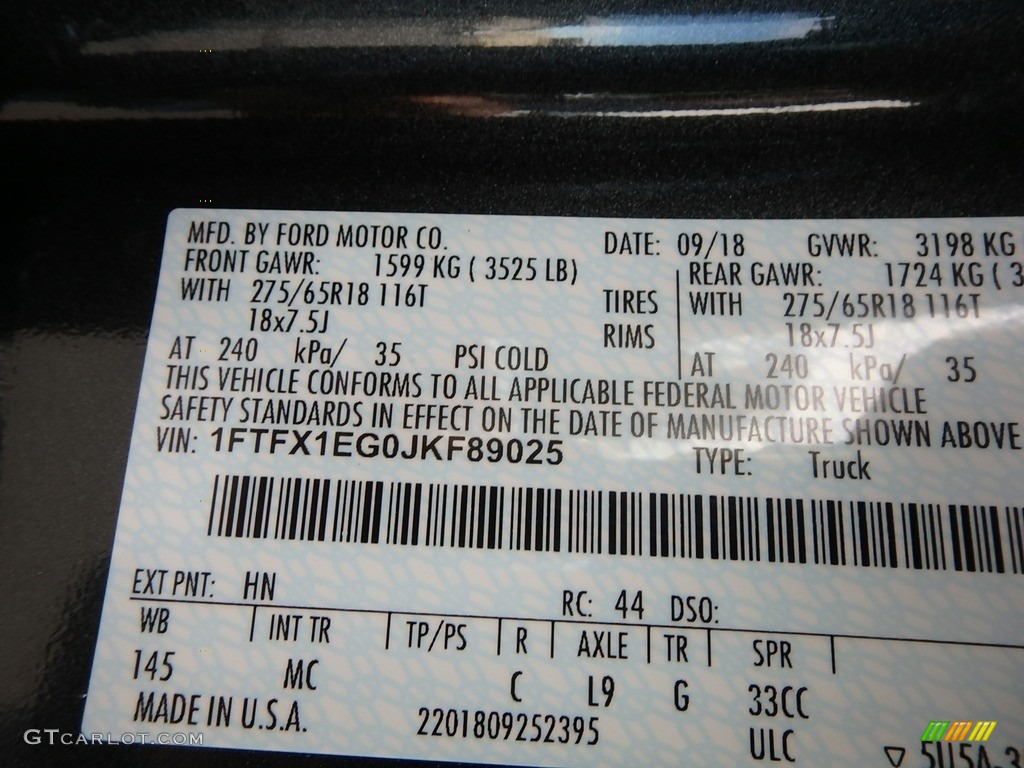 MFD. BY FORD MOTOR CO. DATE: 09/18 GVWR: 3198 KG
FRONT GAWR: 1599 KG ( 3525 LB) REAR GAWR: 1724 KG ( 3
WITH 275/65R18 116T TIRES WITH 275/65R18 116T
18x7.5J RIMS 18x7.5J
AT 240 kPa/ 35 PSI COLD AT 240 kPa/ 35
THIS VEHICLE CONFORMS TO ALL APPLICABLE FEDERAL MOTOR VEHICLE
SAFETY STANDARDS IN EFFECT ON THE DATE OF MANUFACTURE SHOWN ABOVE
VIN: 1FTFX1EG0JKF89025 TYPE: Truck
EXT PNT: HN RC: 44 DSO:
WB INT TR TP/PS R AXLE TR SPR
145 MC C L9 G 33CC
MADE IN U.S.A. 2201809252395 ULC
▽ 5U5A-3
GTcarlot.com